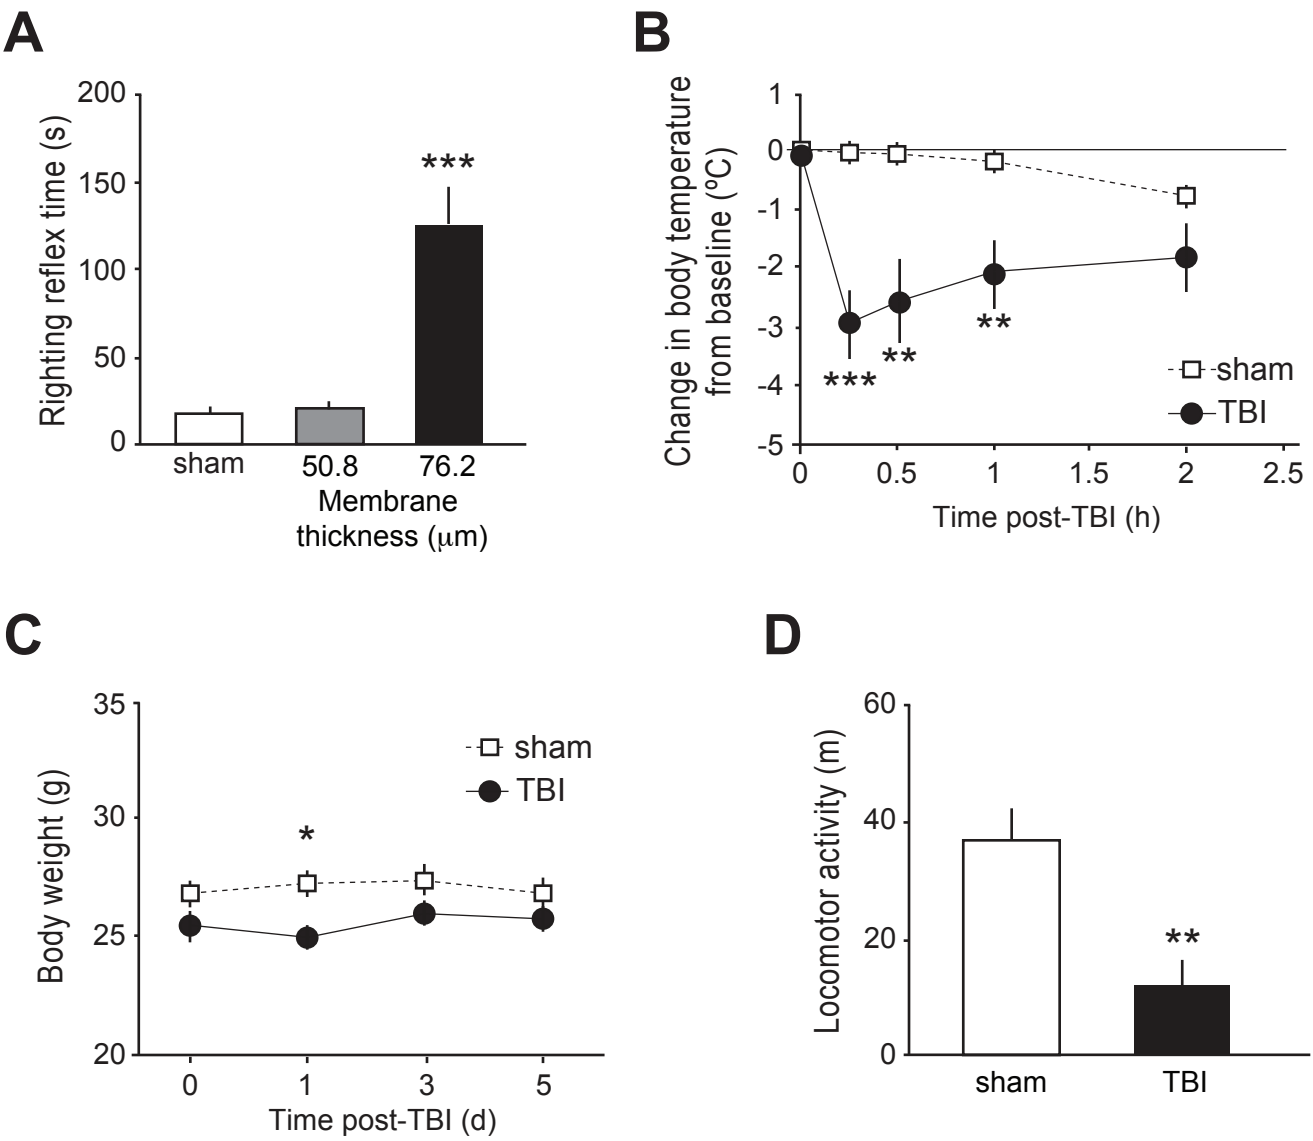 A
Righting reflex time (s)
200
150
100
50
0
***
sham
50.8
76.2
Membrane
thickness (μm)
B
Change in body temperature
from baseline (ºC)
1
0
-1
-2
-3
-4
-5
***
**
**
sham
TBI
0
0.5
1
1.5
2
2.5
Time post-TBI (h)
C
Body weight (g)
35
30
25
20
*
sham
TBI
0
1
3
5
Time post-TBI (d)
D
Locomotor activity (m)
60
40
20
0
**
sham
TBI